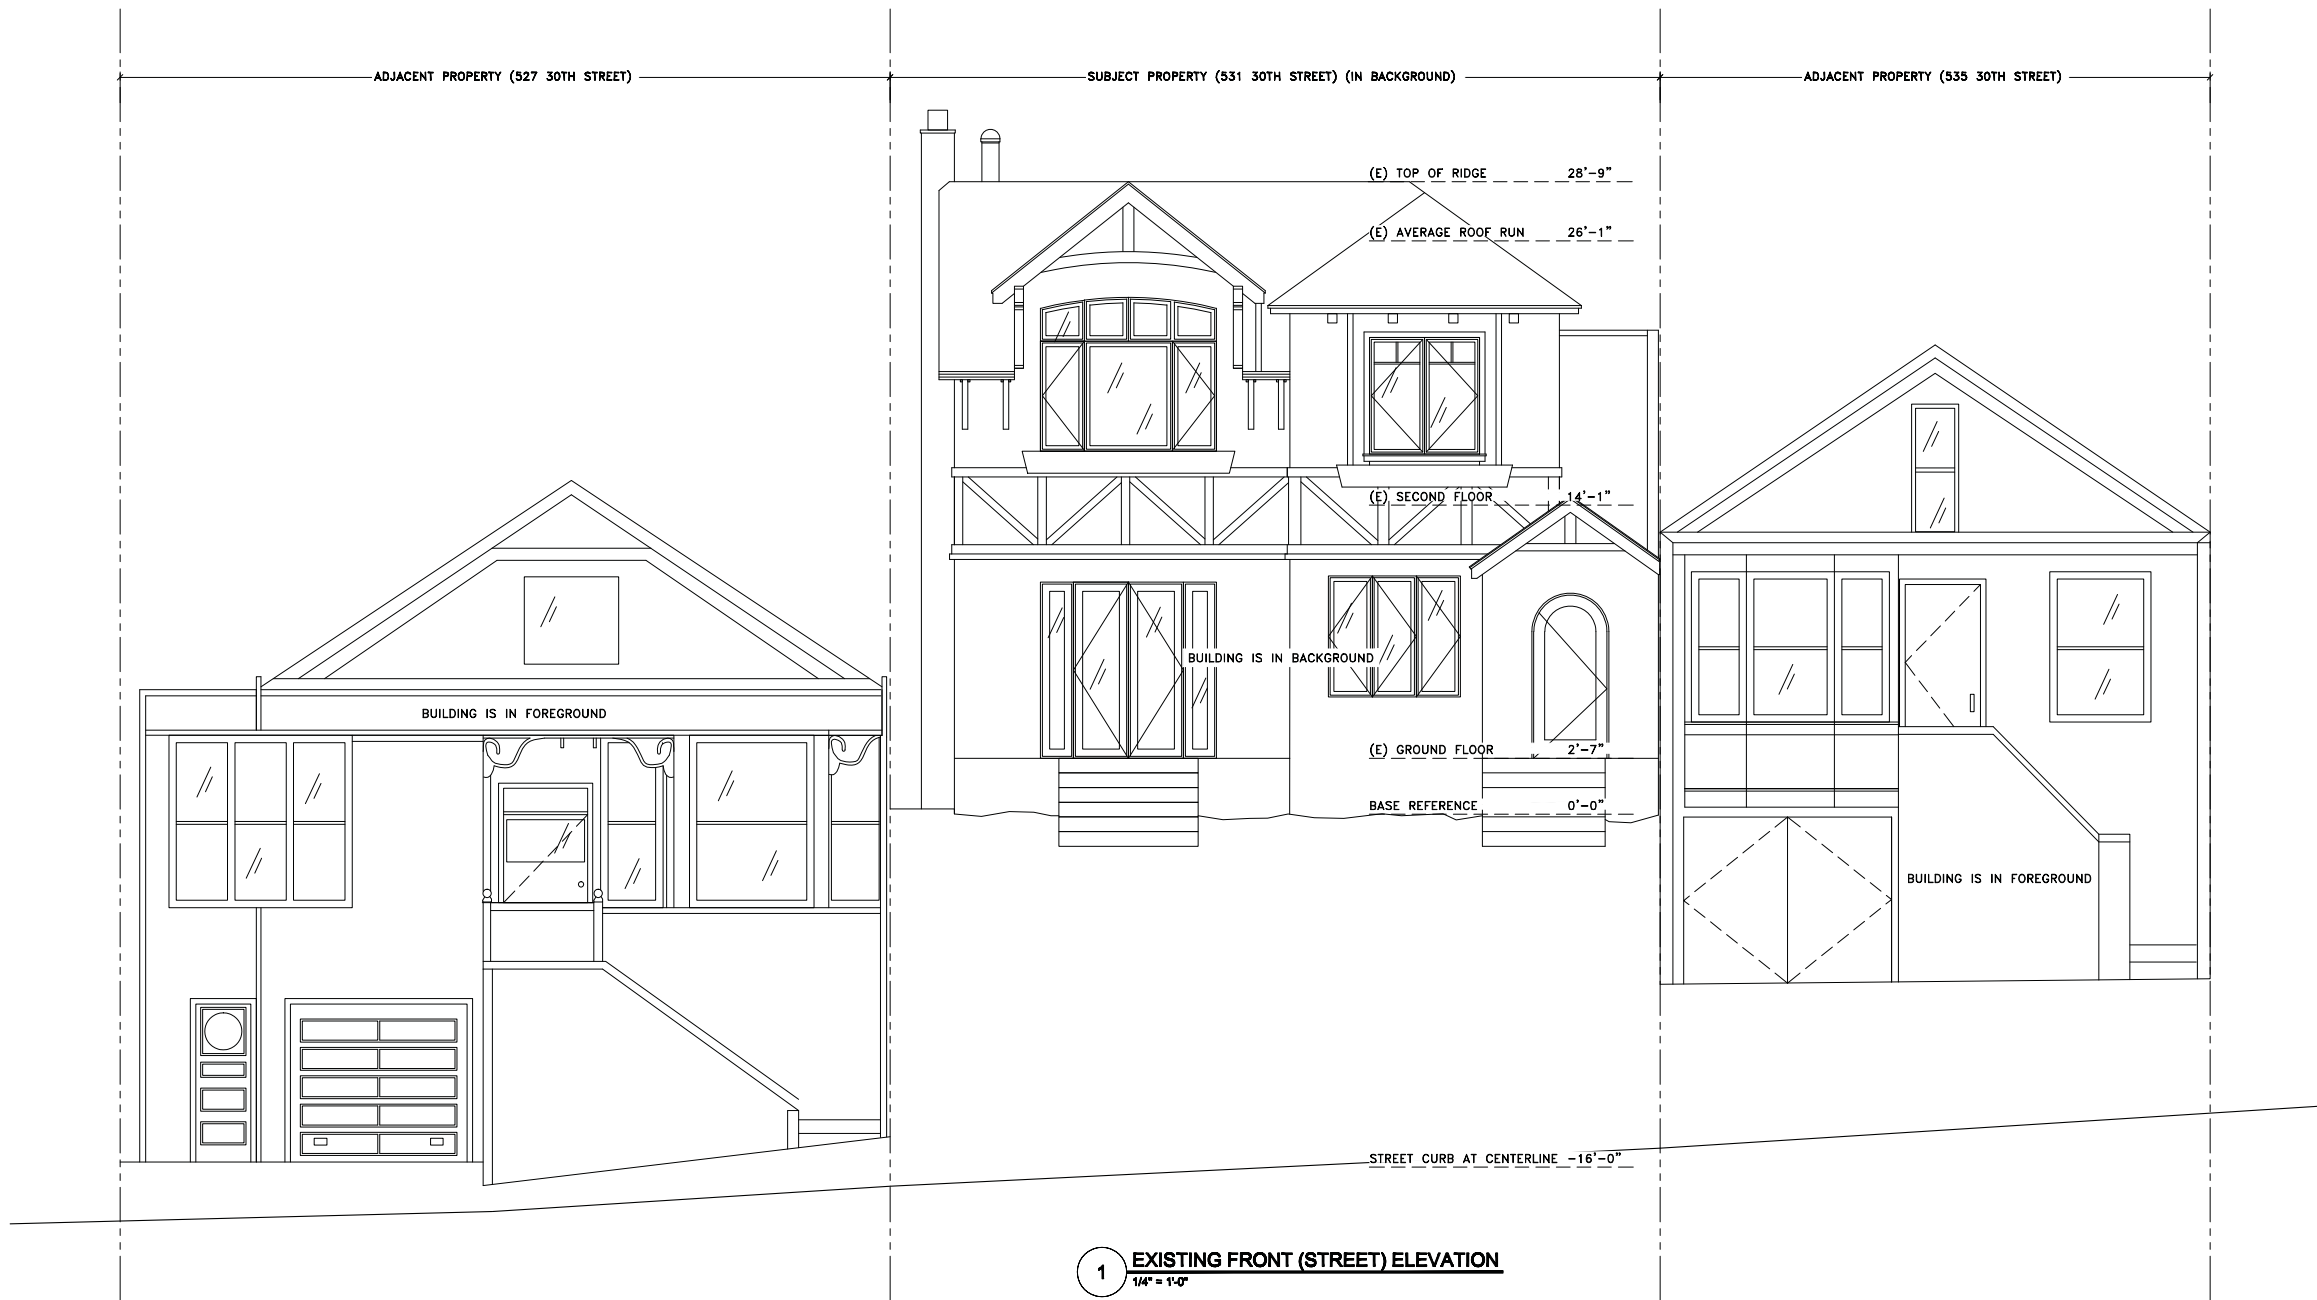 ADJACENT PROPERTY (527 30TH STREET)
SUBJECT PROPERTY (531 30TH STREET) (IN BACKGROUND)
ADJACENT PROPERTY (535 30TH STREET)
(E) TOP OF RIDGE 28'-9"
(E) AVERAGE ROOF RUN 26'-1"
(E) SECOND FLOOR 14'-1"
BUILDING IS IN BACKGROUND
BUILDING IS IN FOREGROUND
(E) GROUND FLOOR 2'-7"
BASE REFERENCE 0'-0"
BUILDING IS IN FOREGROUND
STREET CURB AT CENTERLINE -16'-0"
1 EXISTING FRONT (STREET) ELEVATION
1/4" = 1'-0"